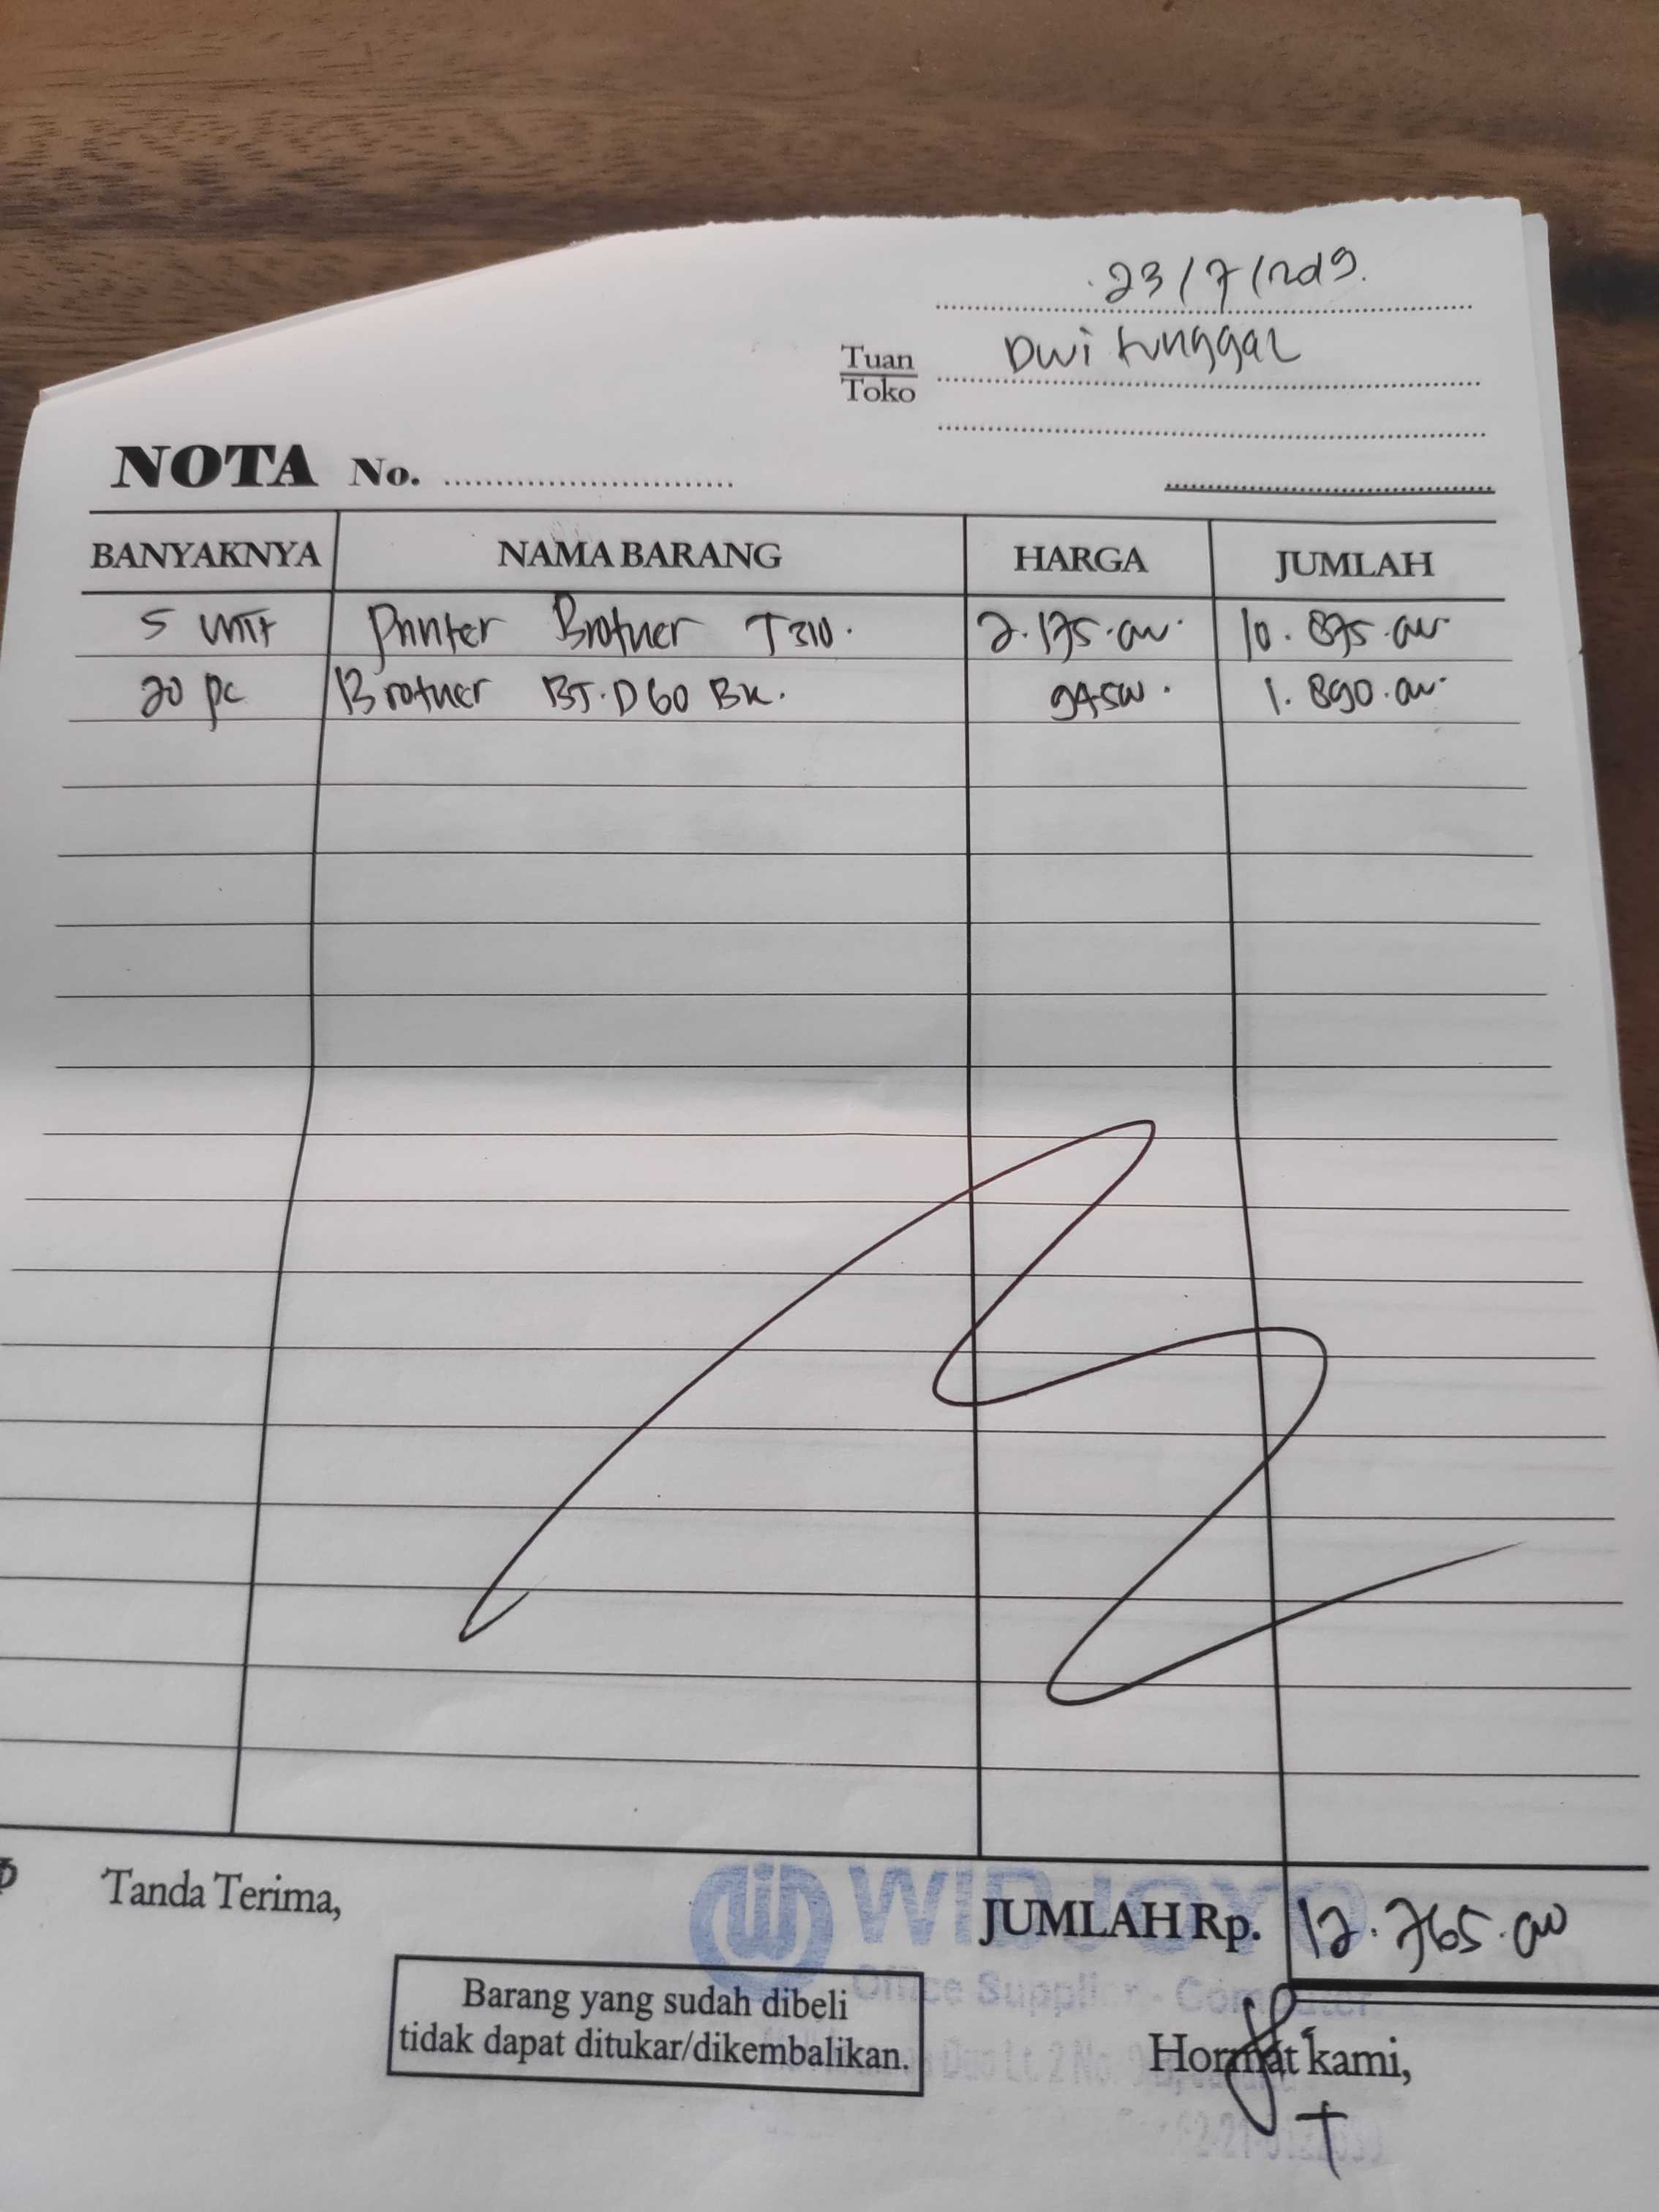 23/7/2019.
Tuan Dwi tunggal
Toko
NOTA No.
BANYAKNYA NAMA BARANG HARGA JUMLAH
5 unit Printer Brother T310. 2.175.000 10.875.000
20 pc Brother BT.D60 BK. 94500. 1.890.000
Tanda Terima,
WIDJOYO
JUMLAH Rp. 12.765.000
Office Supplier - Computer
Barang yang sudah dibeli
tidak dapat ditukar/dikembalikan.
Hormat kami,